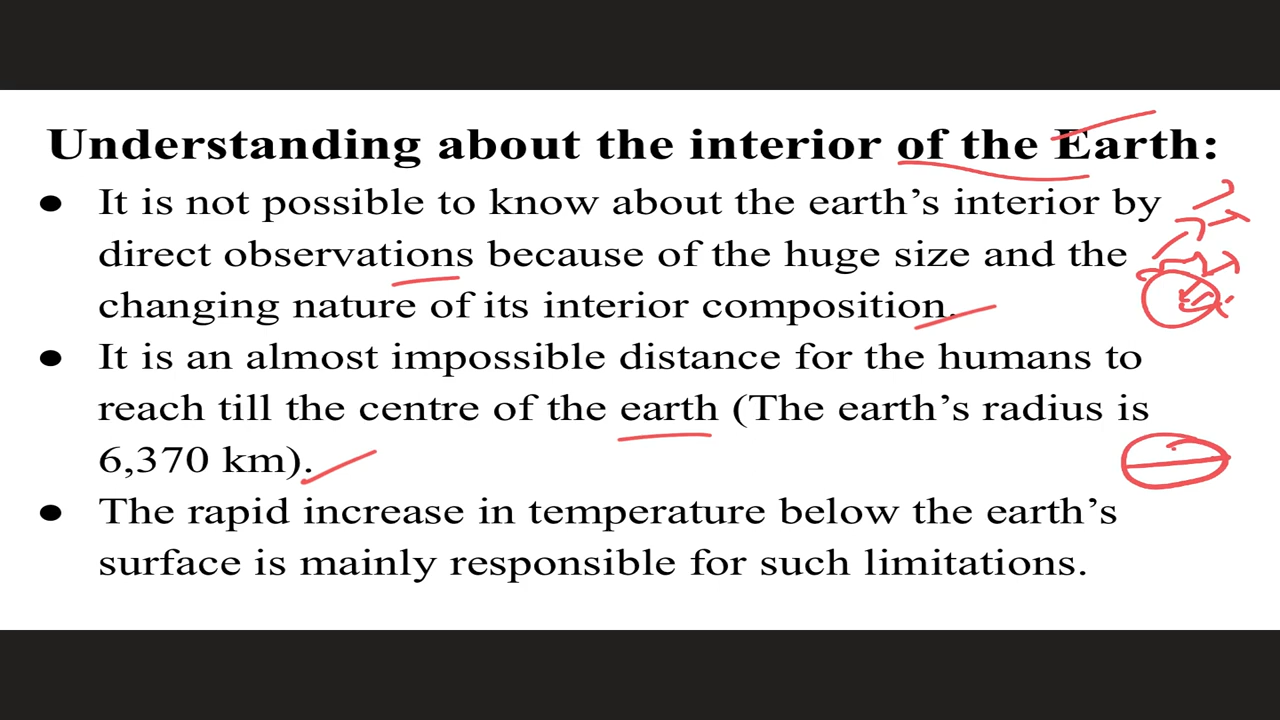 Understanding about the interior of the Earth:
● It is not possible to know about the earth’s interior by
direct observations because of the huge size and the
changing nature of its interior composition.
● It is an almost impossible distance for the humans to
reach till the centre of the earth (The earth’s radius is
6,370 km).
● The rapid increase in temperature below the earth’s
surface is mainly responsible for such limitations.